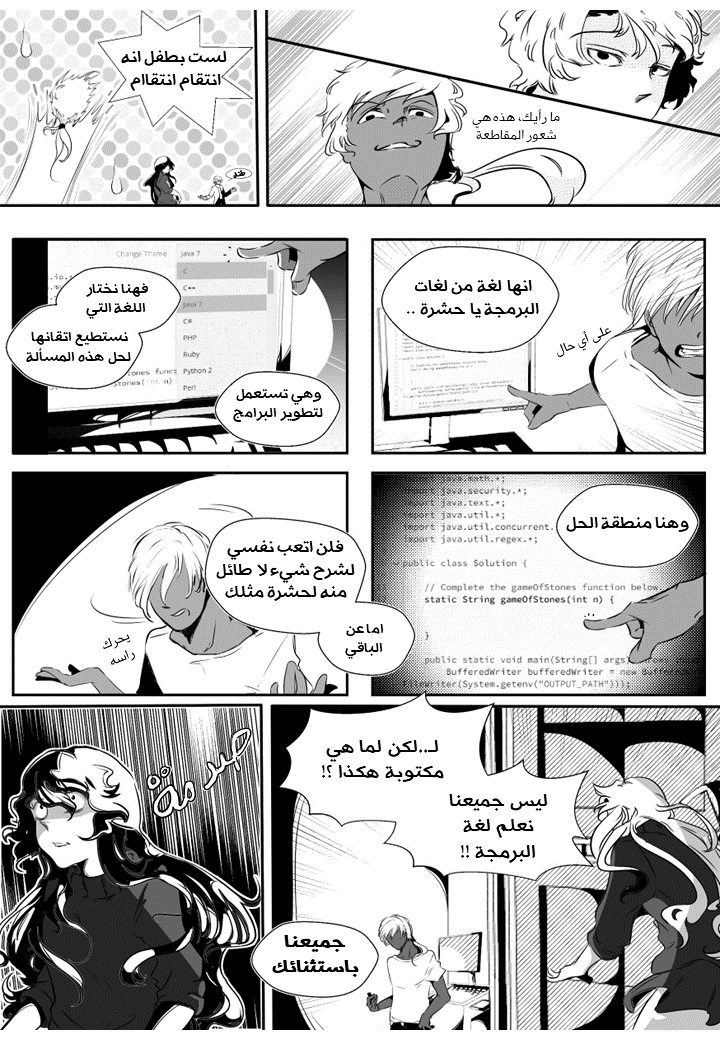 ما رأيك، هذه هي
شعور المقاطعة
لست بطفل انه
انتقام انتقاام
طفلة
انها لغة من لغات
البرمجة يا حشرة ..
على أي حال
Change Theme
Java 7
C
C++
Java 7
C#
PHP
Ruby
Python 2
Perl
فهنا نختار
اللغة التي
نستطيع اتقانها
لحل هذه المسألة
وهي تستعمل
لتطوير البرامج
import java.math.*;
import java.security.*;
import java.text.*;
import java.util.*;
import java.util.concurrent.
import java.util.regex.*;
public class Solution {
// Complete the gameOfStones function below
static String gameOfStones(int n) {
}
public static void main(String[] args)
BufferedWriter bufferedWriter = new
(System.getenv("OUTPUT_PATH")));
وهنا منطقة الحل
...
اما عن
الباقي
فلن اتعب نفسي
لشرح شيء لا طائل
منه لحشرة مثلك
يحرك
راسه
لـ..لكن لما هي
مكتوبة هكذا ؟!
ليس جميعنا
نعلم لغة
البرمجة !!
جميعنا
باستثنائك
صدمة